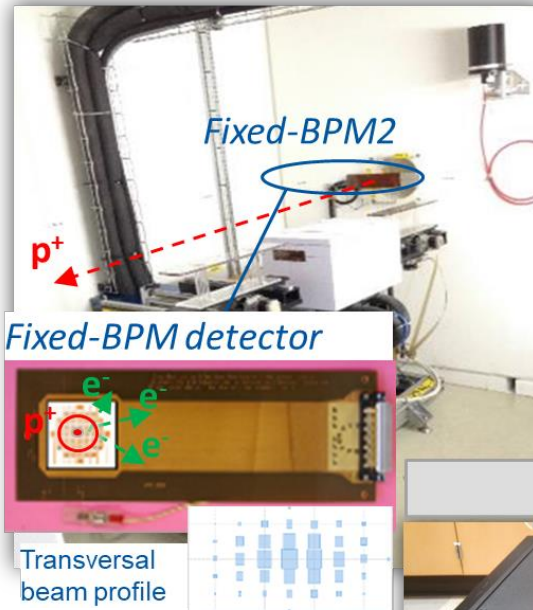 Fixed-BPM2
p⁺
Fixed-BPM detector
e⁻
e⁻
p⁺
e⁻
Transversal
beam profile